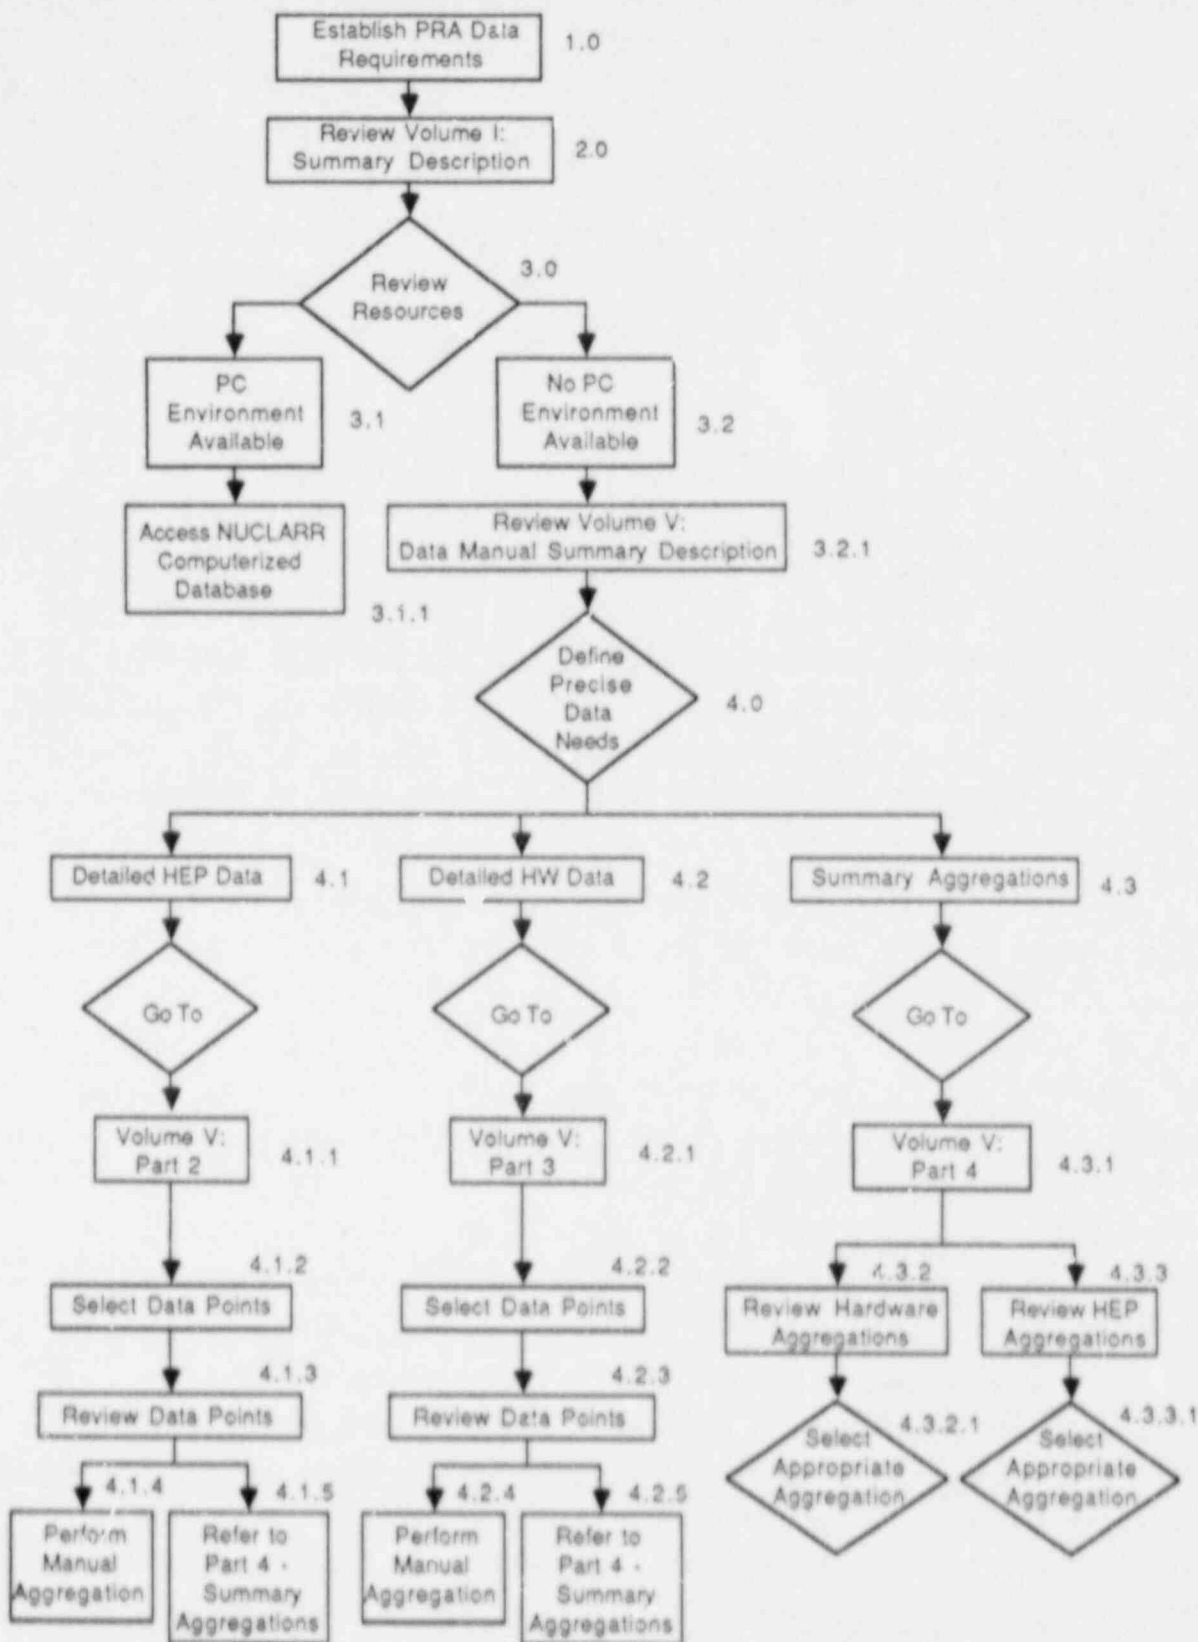 Establish PRA Data
Requirements
1.0
Review Volume I:
Summary Description
2.0
Review
Resources
3.0
PC
Environment
Available
3.1
No PC
Environment
Available
3.2
Access NUCLARR
Computerized
Database
3.1.1
Review Volume V:
Data Manual Summary Description
3.2.1
Define
Precise
Data
Needs
4.0
Detailed HEP Data
4.1
Detailed HW Data
4.2
Summary Aggregations
4.3
Go To
Go To
Go To
Volume V:
Part 2
4.1.1
Volume V:
Part 3
4.2.1
Volume V:
Part 4
4.3.1
4.1.2
Select Data Points
4.2.2
Select Data Points
4.3.2
Review Hardware
Aggregations
4.3.3
Review HEP
Aggregations
4.1.3
Review Data Points
4.2.3
Review Data Points
4.3.2.1
Select
Appropriate
Aggregation
4.3.3.1
Select
Appropriate
Aggregation
4.1.4
Perform
Manual
Aggregation
4.1.5
Refer to
Part 4 -
Summary
Aggregations
4.2.4
Perform
Manual
Aggregation
4.2.5
Refer to
Part 4 -
Summary
Aggregations